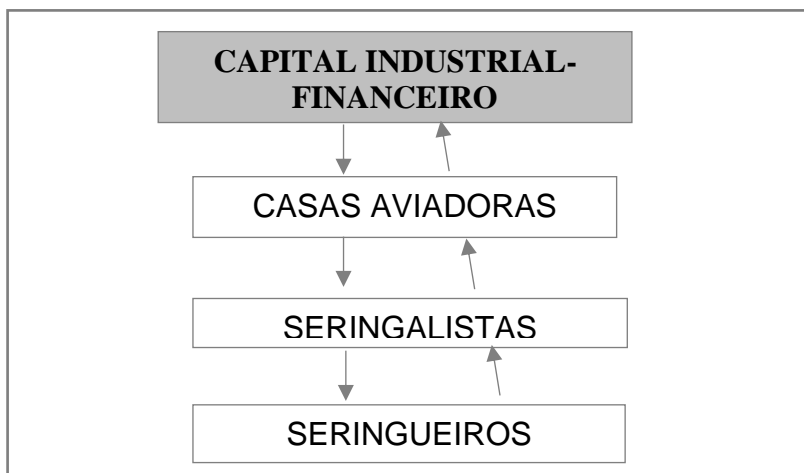 CAPITAL INDUSTRIAL-
FINANCEIRO
CASAS AVIADORAS
SERINGALISTAS
SERINGUEIROS